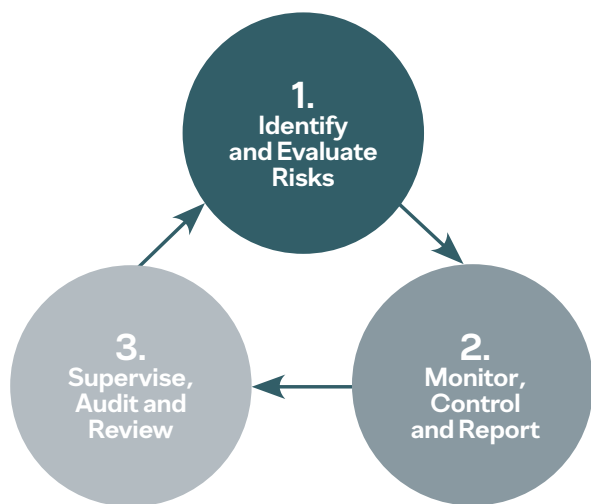 1.
Identify
and Evaluate
Risks
2.
Monitor,
Control
and Report
3.
Supervise,
Audit and
Review